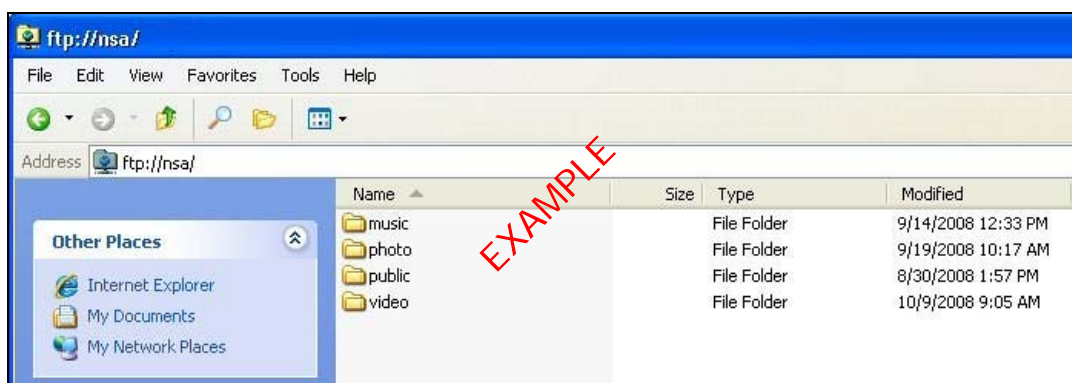 ftp://nsa/
File Edit View Favorites Tools Help
Address ftp://nsa/
Name Size Type Modified
music File Folder 9/14/2008 12:33 PM
photo File Folder 9/19/2008 10:17 AM
public File Folder 8/30/2008 1:57 PM
video File Folder 10/9/2008 9:05 AM
EXAMPLE
Other Places
Internet Explorer
My Documents
My Network Places